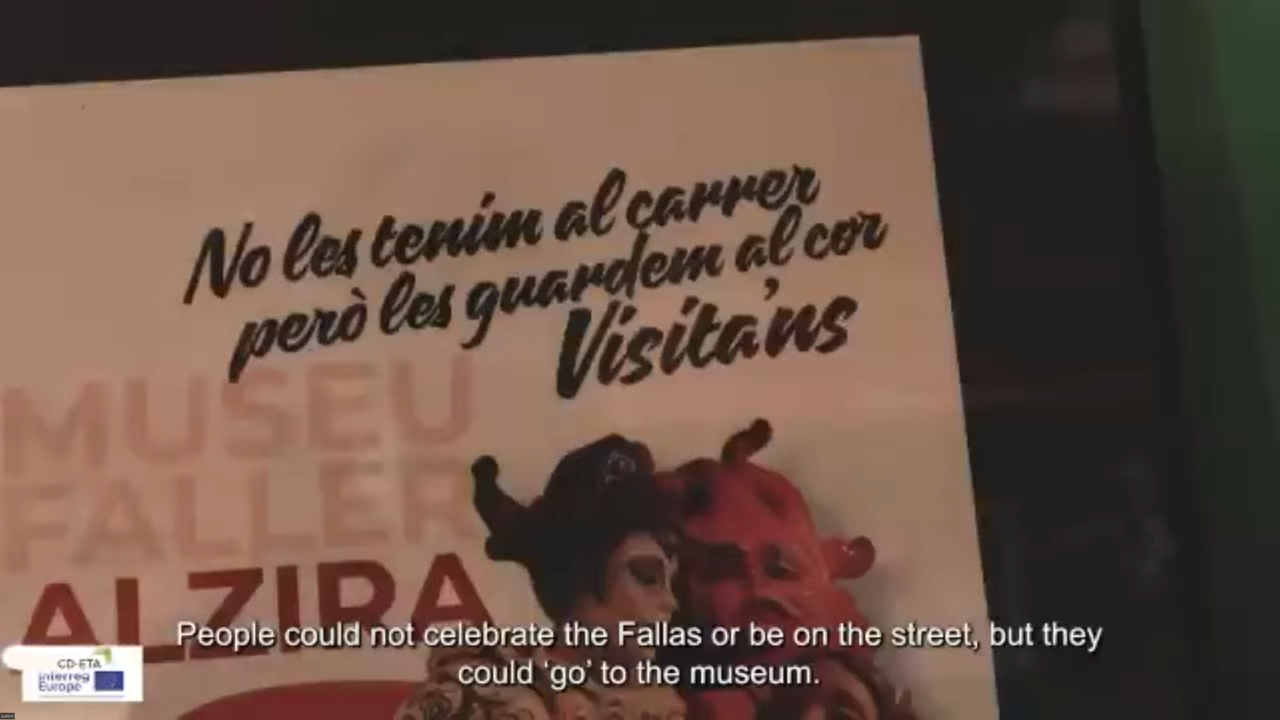 No les tenim al carrer
però les guardem al cor
Visita'ns
MUSEU
FALLER
ALZIRA
People could not celebrate the Fallas or be on the street, but they
could ‘go’ to the museum.
CD-ETA
Interreg
Europe